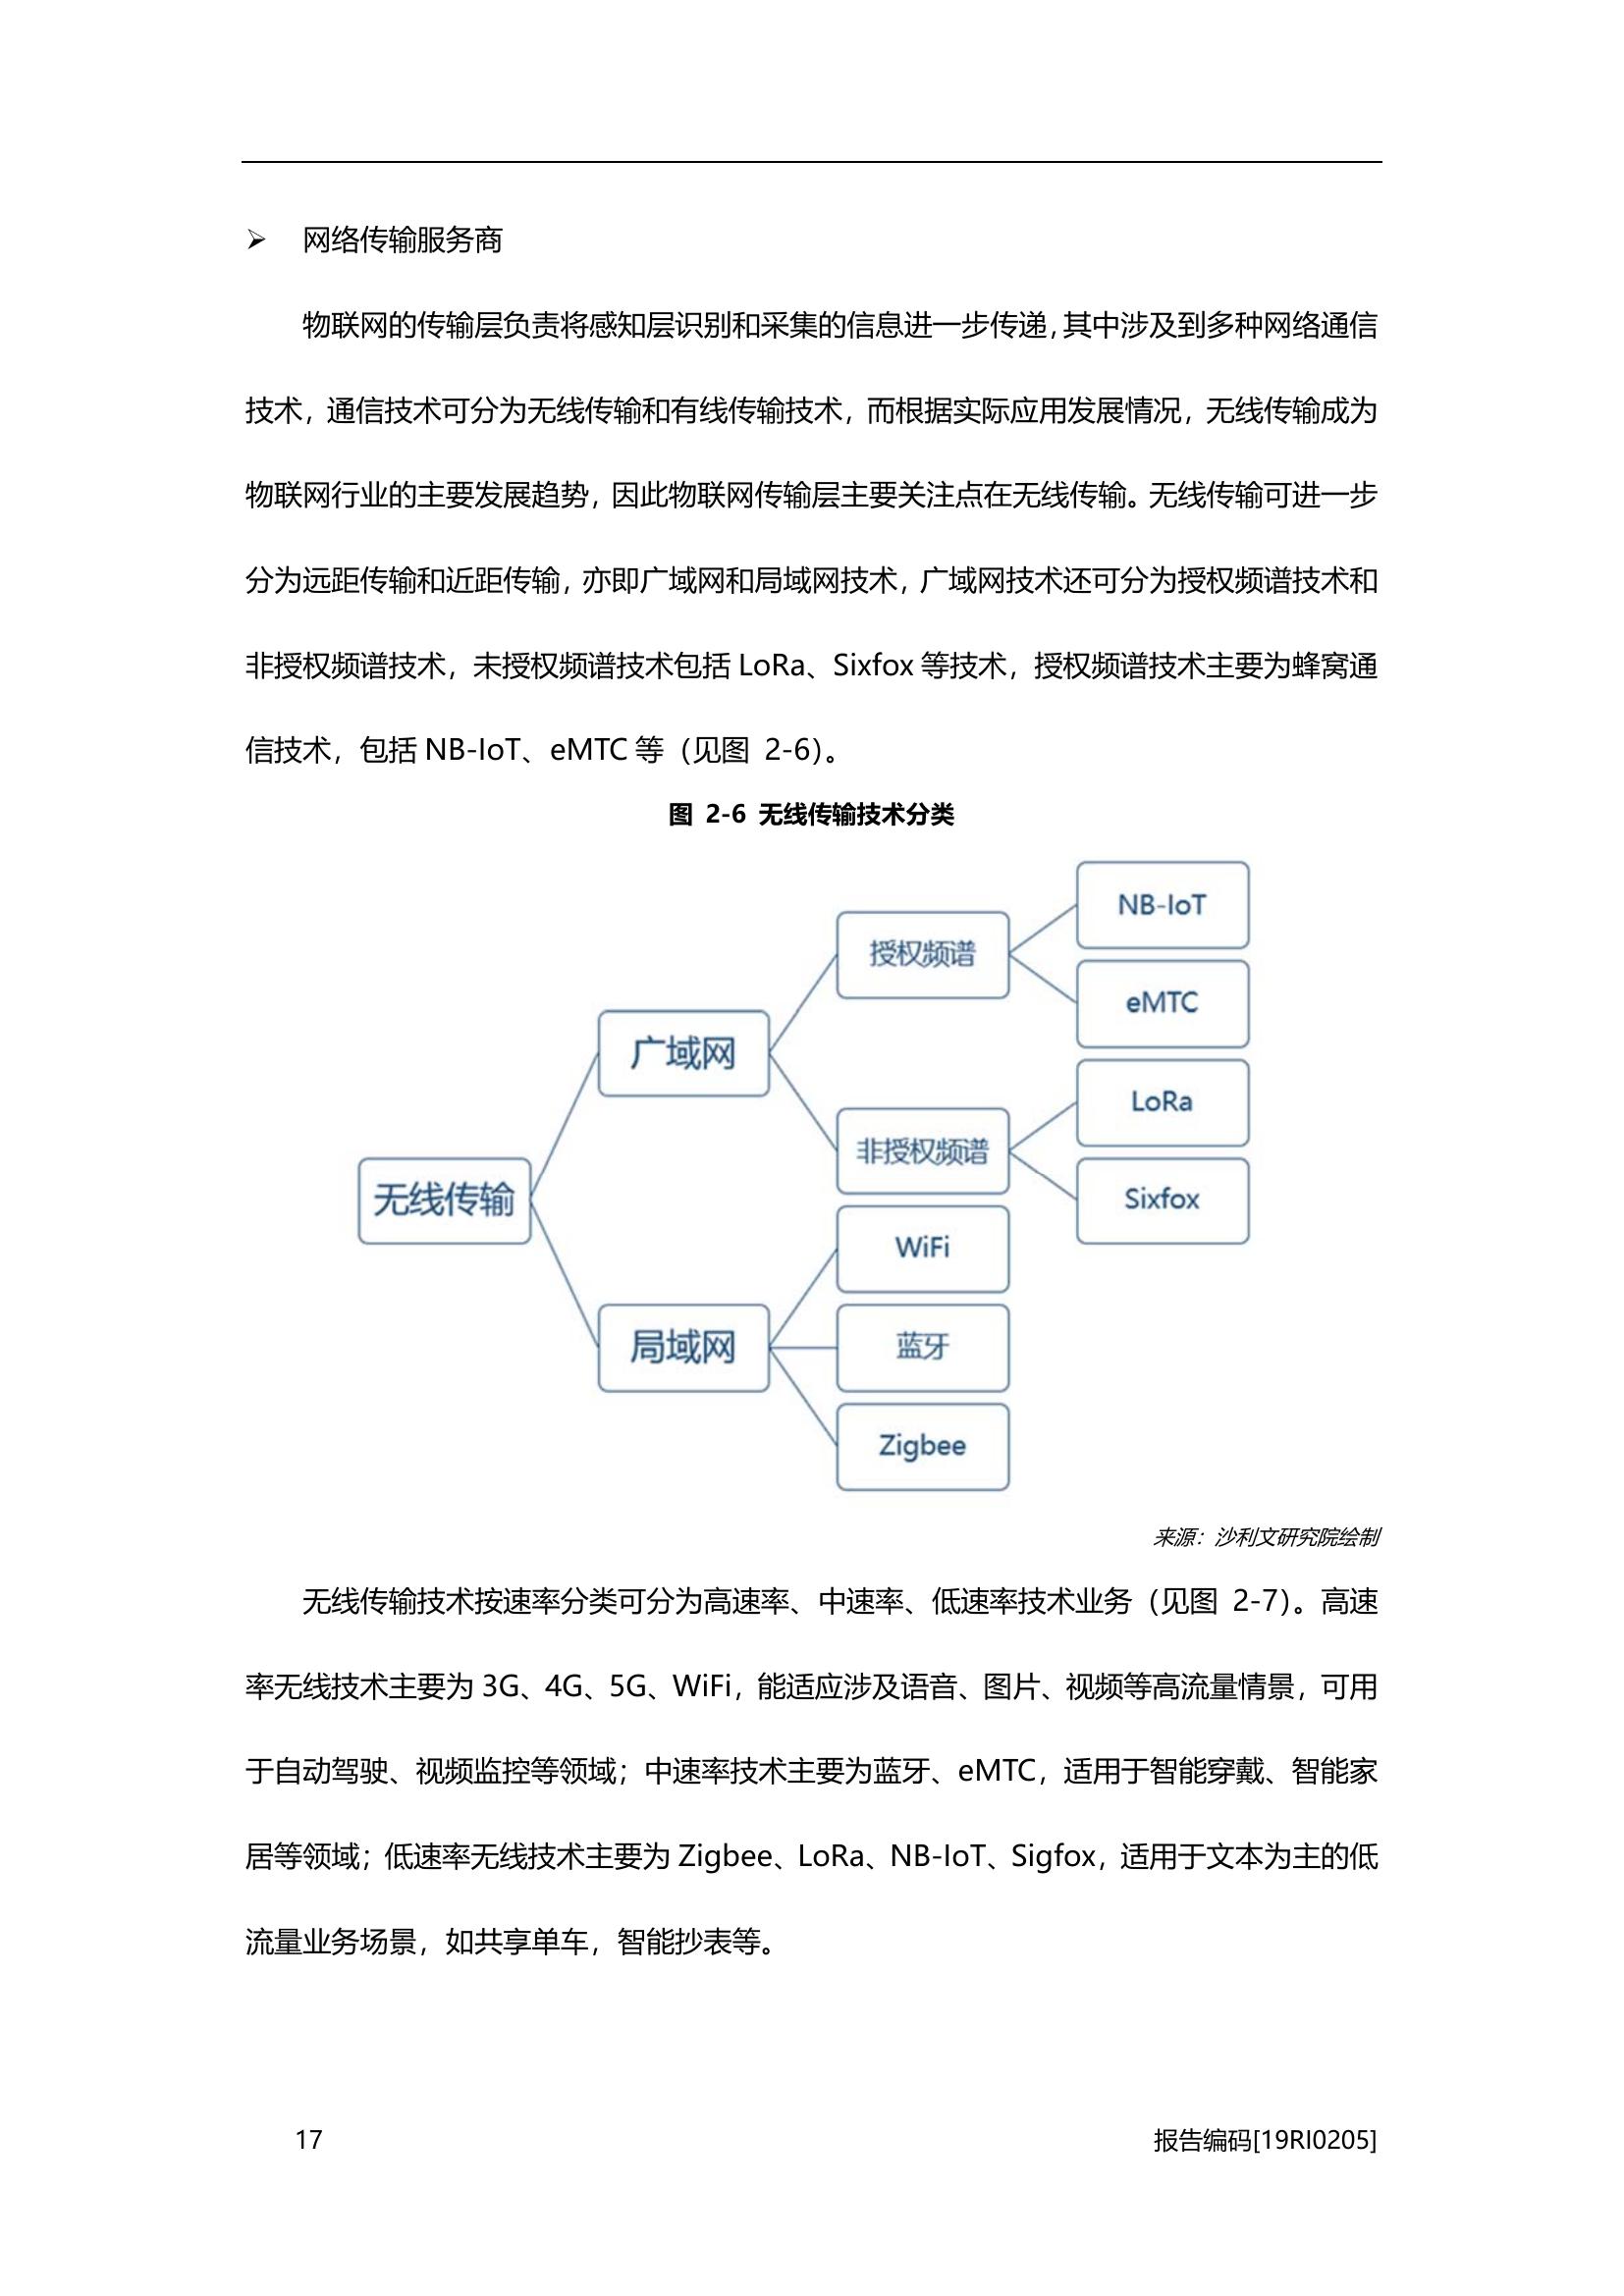 网络传输服务商
物联网的传输层负责将感知层识别和采集的信息进一步传递，其中涉及到多种网络通信
技术，通信技术可分为无线传输和有线传输技术，而根据实际应用发展情况，无线传输成为
物联网行业的主要发展趋势，因此物联网传输层主要关注点在无线传输。无线传输可进一步
分为远距传输和近距传输，亦即广域网和局域网技术，广域网技术还可分为授权频谱技术和
非授权频谱技术，未授权频谱技术包括 LoRa、Sixfox 等技术，授权频谱技术主要为蜂窝通
信技术，包括 NB-IoT、eMTC 等（见图 2-6）。
图 2-6 无线传输技术分类
无线传输
广域网
授权频谱
NB-IoT
eMTC
非授权频谱
LoRa
Sixfox
局域网
WiFi
蓝牙
Zigbee
来源：沙利文研究院绘制
无线传输技术按速率分类可分为高速率、中速率、低速率技术业务（见图 2-7）。高速
率无线技术主要为 3G、4G、5G、WiFi，能适应涉及语音、图片、视频等高流量情景，可用
于自动驾驶、视频监控等领域；中速率技术主要为蓝牙、eMTC，适用于智能穿戴、智能家
居等领域；低速率无线技术主要为 Zigbee、LoRa、NB-IoT、Sigfox，适用于文本为主的低
流量业务场景，如共享单车，智能抄表等。
17
报告编码[19RI0205]